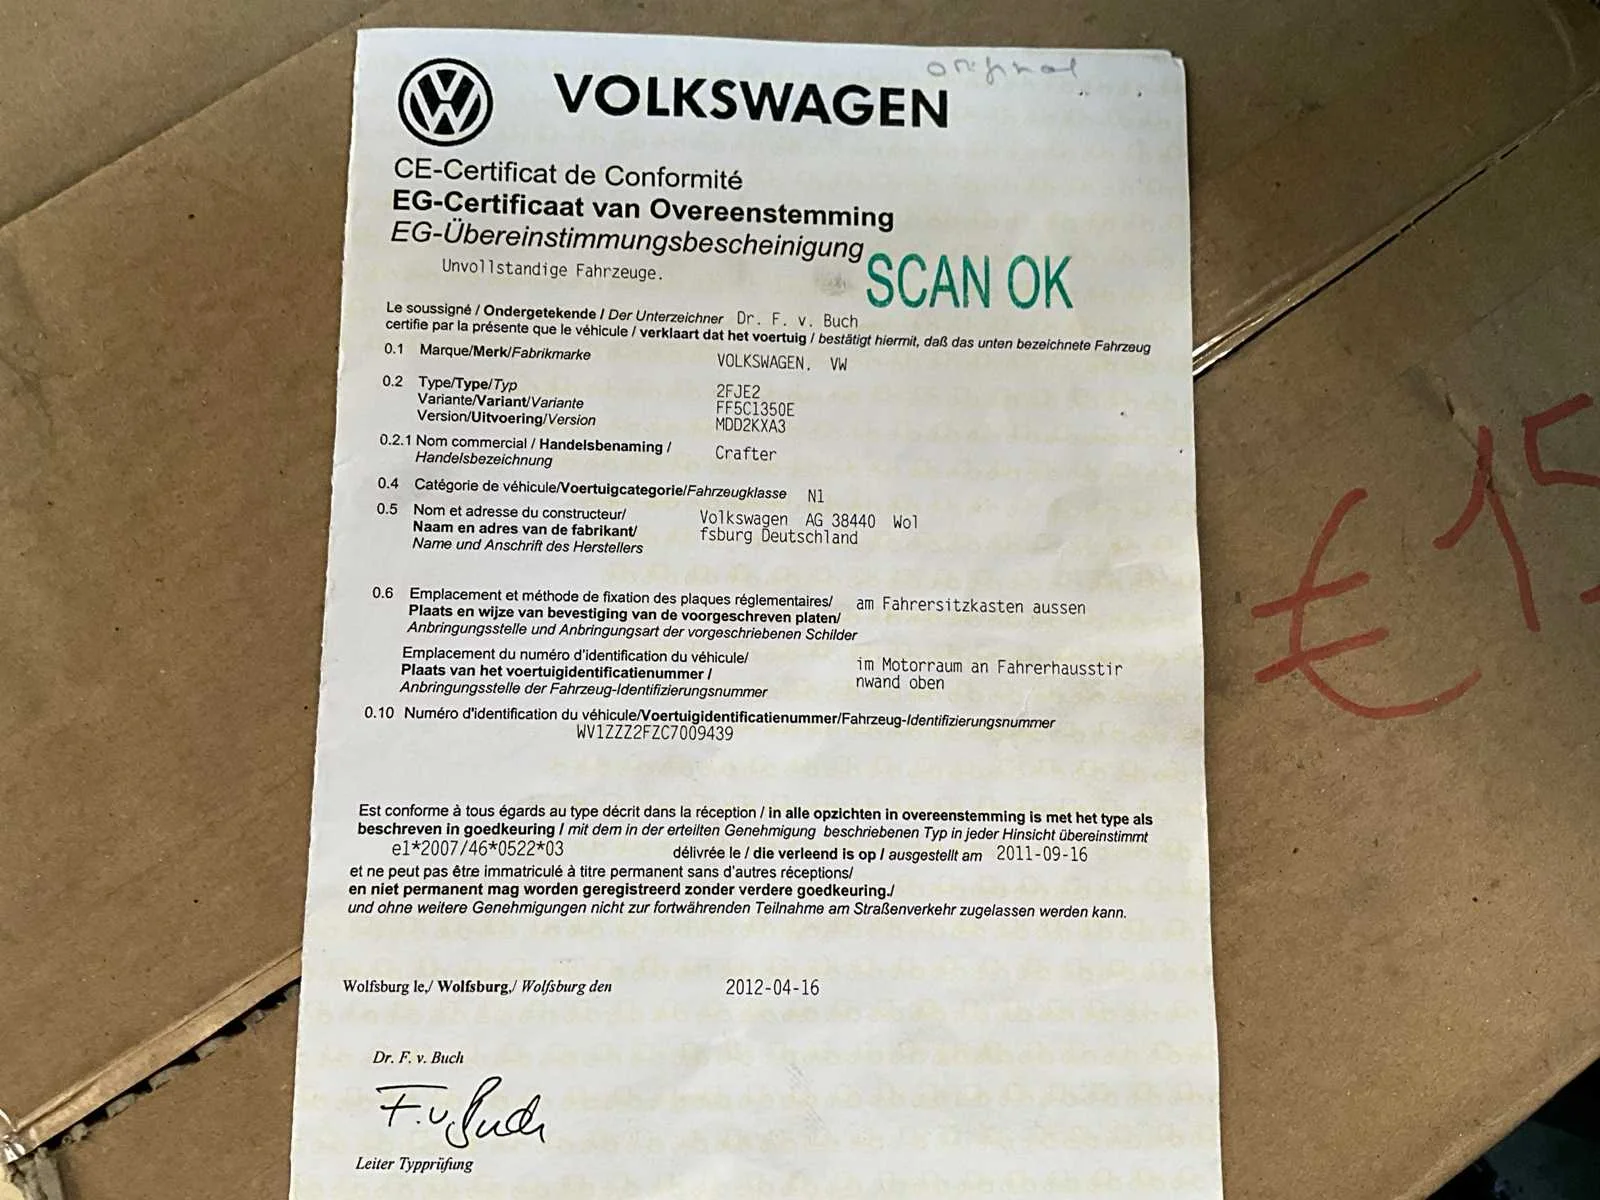 original
VOLKSWAGEN
CE-Certificat de Conformité
EG-Certificaat van Overeenstemming
EG-Übereinstimmungsbescheinigung
Unvollstandige Fahrzeuge.
SCAN OK
Le soussigné / Ondergetekende / Der Unterzeichner Dr. F. v. Buch
certifie par la présente que le véhicule / verklaart dat het voertuig / bestätigt hiermit, daß das unten bezeichnete Fahrzeug
0.1 Marque/Merk/Fabrikmarke VOLKSWAGEN. VW
0.2 Type/Type/Typ 2FJE2
Variante/Variant/Variante FF5C1350E
Version/Uitvoering/Version MDD2KXA3
0.2.1 Nom commercial / Handelsbenaming / Crafter
Handelsbezeichnung
0.4 Catégorie de véhicule/Voertuigcategorie/Fahrzeugklasse N1
0.5 Nom et adresse du constructeur/ Volkswagen AG 38440 Wol
Naam en adres van de fabrikant/ fsburg Deutschland
Name und Anschrift des Herstellers
0.6 Emplacement et méthode de fixation des plaques réglementaires/ am Fahrersitzkasten aussen
Plaats en wijze van bevestiging van de voorgeschreven platen/
Anbringungsstelle und Anbringungsart der vorgeschriebenen Schilder
Emplacement du numéro d'identification du véhicule/ im Motorraum an Fahrerhausstir
Plaats van het voertuigidentificatienummer / nwand oben
Anbringungsstelle der Fahrzeug-Identifizierungsnummer
0.10 Numéro d'identification du véhicule/Voertuigidentificatienummer/Fahrzeug-Identifizierungsnummer
WV1ZZZ2FZC7009439
Est conforme à tous égards au type décrit dans la réception / in alle opzichten in overeenstemming is met het type als
beschreven in goedkeuring / mit dem in der erteilten Genehmigung beschriebenen Typ in jeder Hinsicht übereinstimmt
e1*2007/46*0522*03 délivrée le / die verleend is op / ausgestellt am 2011-09-16
et ne peut pas être immatriculé à titre permanent sans d'autres réceptions/
en niet permanent mag worden geregistreerd zonder verdere goedkeuring./
und ohne weitere Genehmigungen nicht zur fortwährenden Teilnahme am Straßenverkehr zugelassen werden kann.
Wolfsburg le,/ Wolfsburg,/ Wolfsburg den 2012-04-16
Dr. F. v. Buch
F. v. Buch
Leiter Typprüfung
€15